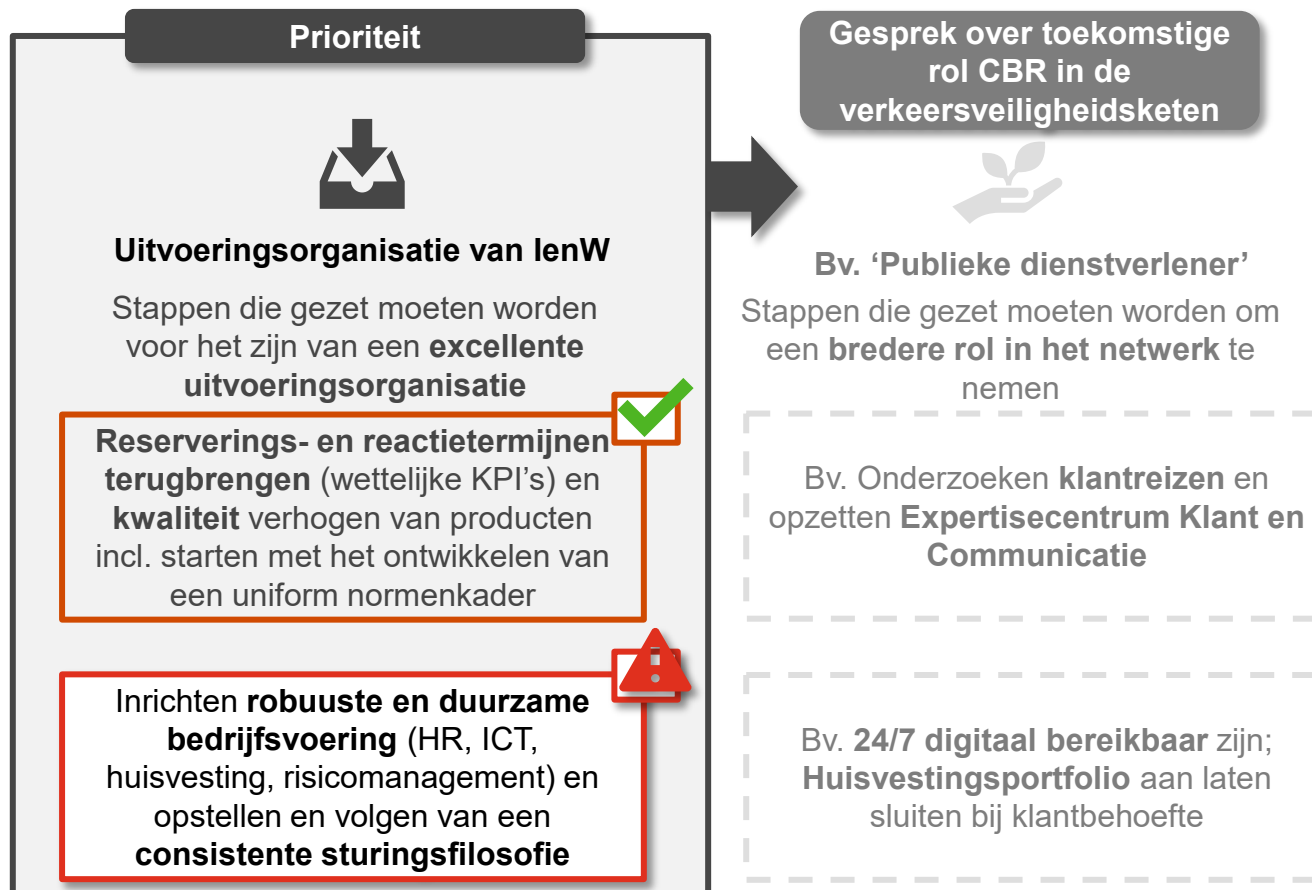 Prioriteit
Uitvoeringsorganisatie van IenW
Stappen die gezet moeten worden
voor het zijn van een excellente
uitvoeringsorganisatie
Reserverings- en reactietermijnen
terugbrengen (wettelijke KPI's) en
kwaliteit verhogen van producten
incl. starten met het ontwikkelen van
een uniform normenkader
Inrichten robuuste en duurzame
bedrijfsvoering (HR, ICT,
huisvesting, risicomanagement) en
opstellen en volgen van een
consistente sturingsfilosofie
Gesprek over toekomstige
rol CBR in de
verkeersveiligheidsketen
Bv. ‘Publieke dienstverlener’
Stappen die gezet moeten worden om
een bredere rol in het netwerk te
nemen
Bv. Onderzoeken klantreizen en
opzetten Expertisecentrum Klant en
Communicatie
Bv. 24/7 digitaal bereikbaar zijn;
Huisvestingsportfolio aan laten
sluiten bij klantbehoefte